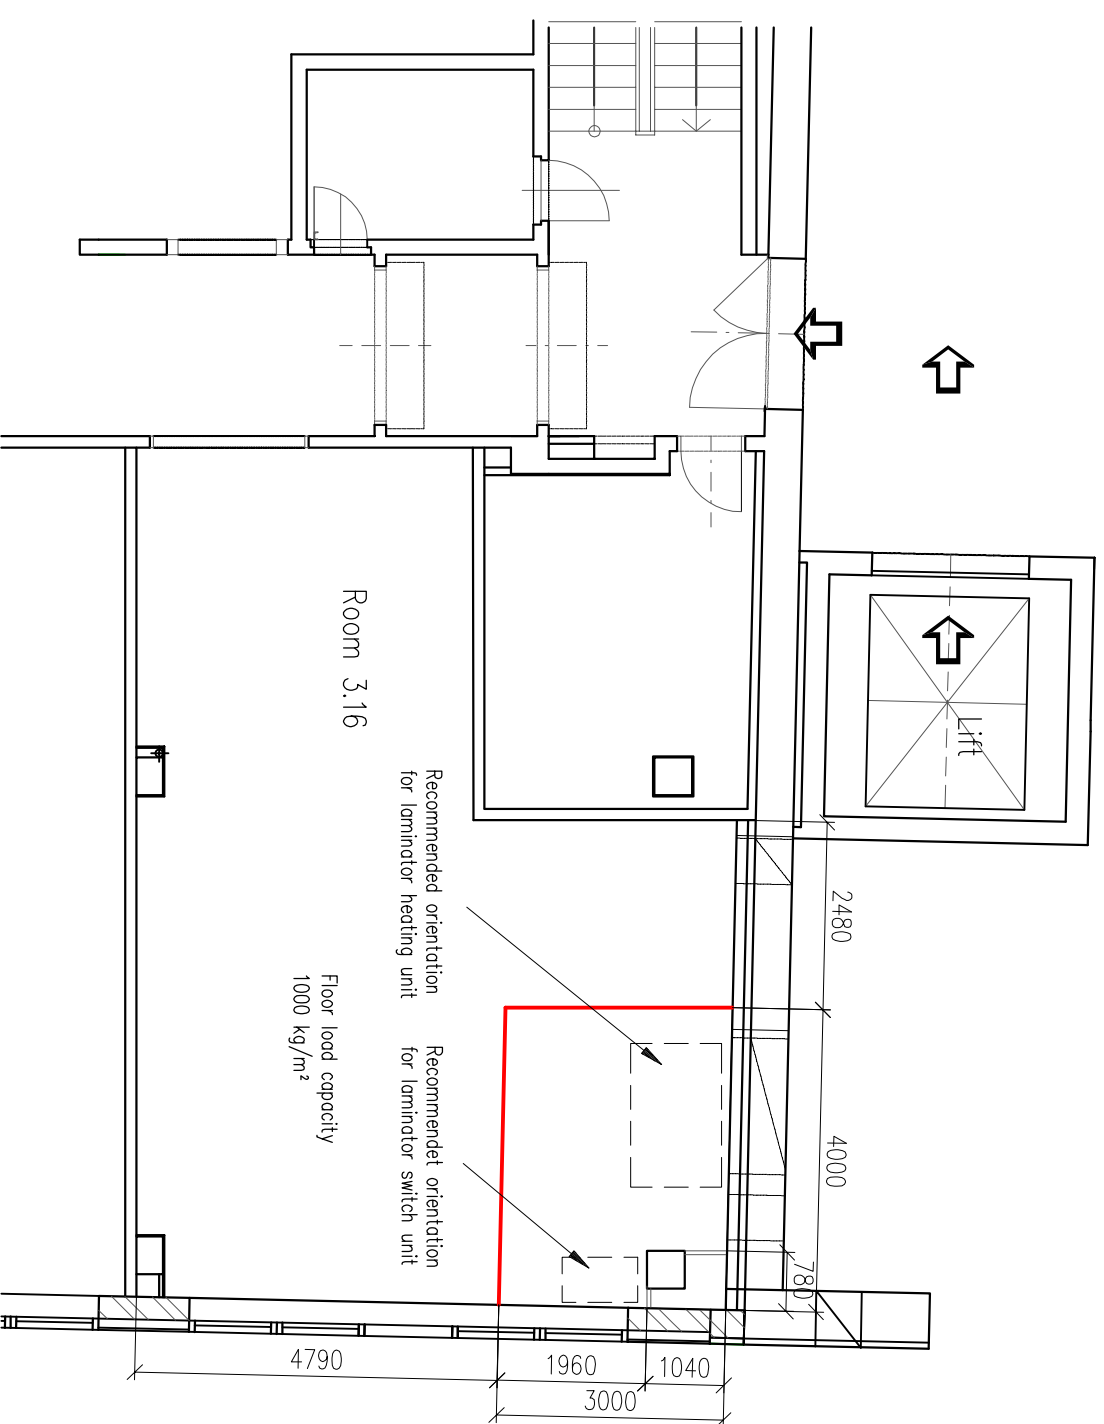 Lift
Room 3.16
Recommended orientation
for laminator heating unit
Recommendet orientation
for laminator switch unit
Floor load capacity
1000 kg/m²
2480
4000
780
4790
1960
1040
3000